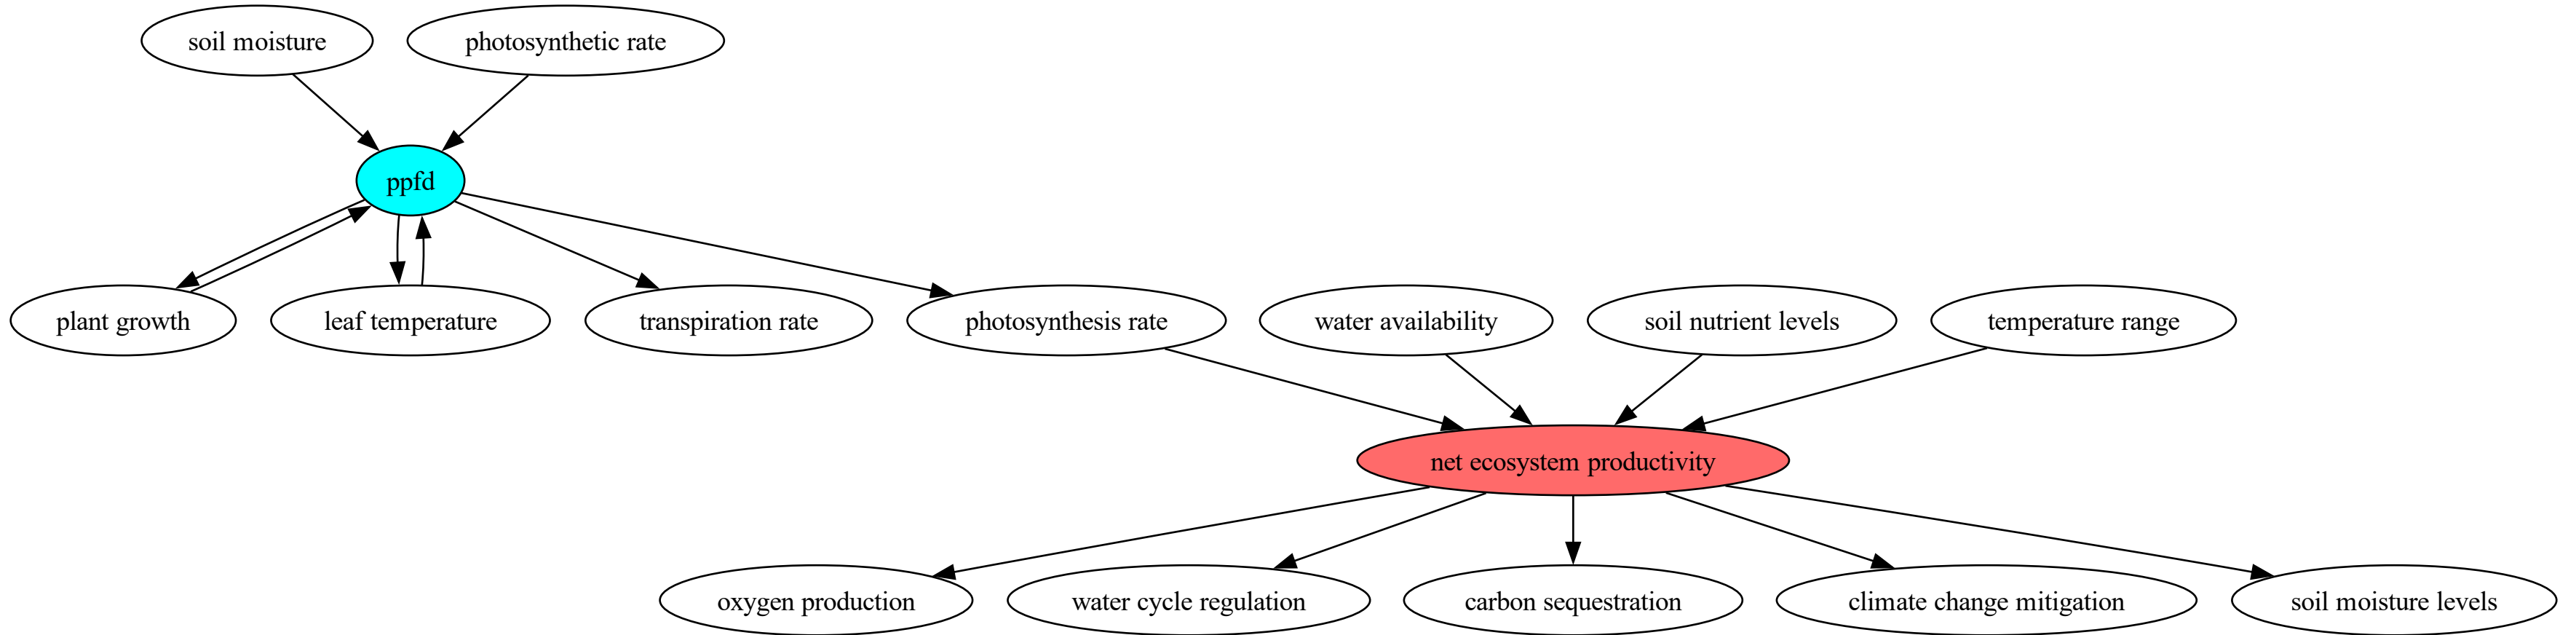 soil moisture
photosynthetic rate
ppfd
plant growth
leaf temperature
transpiration rate
photosynthesis rate
water availability
soil nutrient levels
temperature range
net ecosystem productivity
oxygen production
water cycle regulation
carbon sequestration
climate change mitigation
soil moisture levels